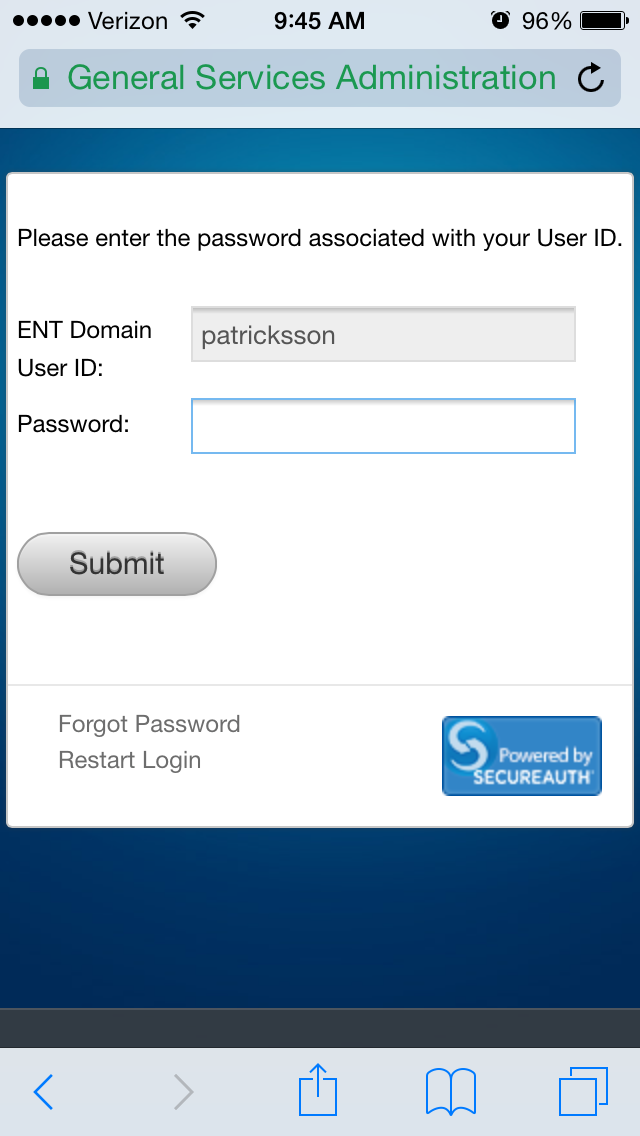 Verizon 9:45 AM 96%
General Services Administration
Please enter the password associated with your User ID.
ENT Domain
User ID:
patricksson
Password:
Submit
Forgot Password
Restart Login
Powered by
SECUREAUTH